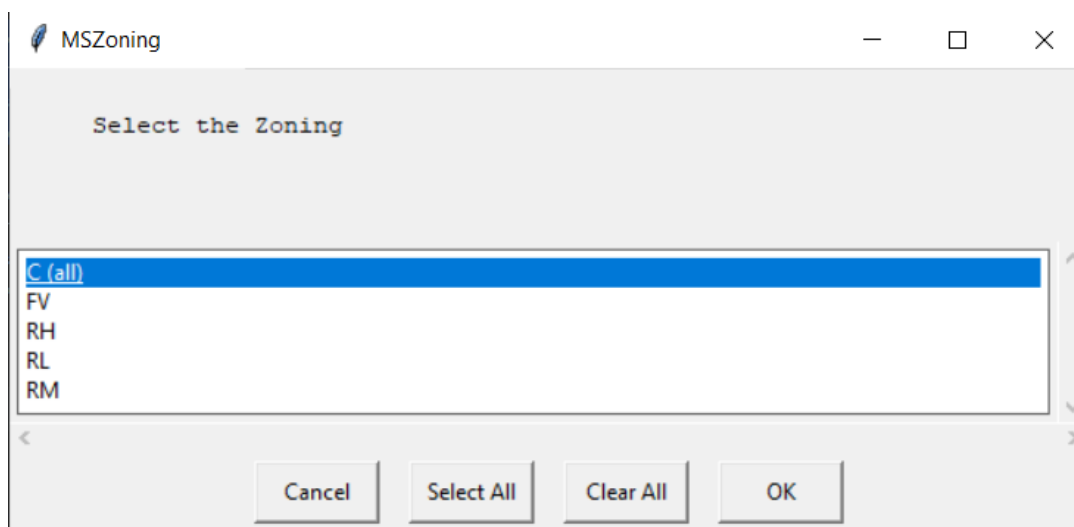 MSZoning
Select the Zoning
C (all)
FV
RH
RL
RM
Cancel Select All Clear All OK